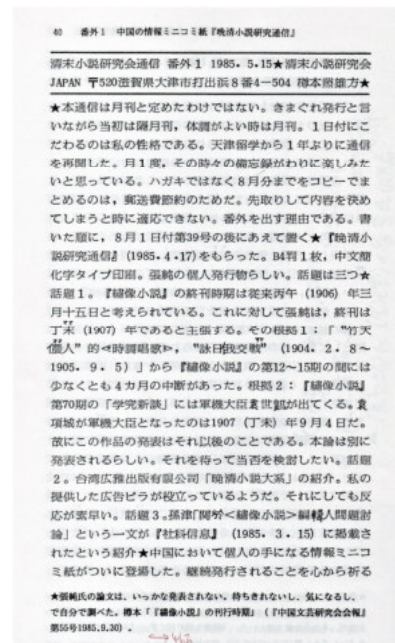 40 番外1 中国の情報ミニコミ紙『晩清小説研究通信』
清末小説研究会通信 番外1 1985.5.15★清末小説研究会
JAPAN 〒520滋賀県大津市打出浜8番4—504 樽本照雄方★
★本通信は月刊と定めたわけではない。きまぐれ発行と言
いながら当初は隔月刊，体調がよい時は月刊。1日付にこ
だわるのは私の性格である。天津留学から1年ぶりに通信
を再開した。月1度，その時々の備忘録がわりに楽しみた
いと思っている。ハガキではなく8月分までをコピーでま
とめるのは，郵送費節約のためだ。先取りして内容を決め
てしまうと時に適応できない。番外を出す理由である。書
いた順に，8月1日付第39号の後にあえて置く★『晩清小
説研究通信』(1985.4.17)をもらった。B4判1枚，中文簡
化字タイプ印刷。張純の個人発行物らしい。話題は三つ★
話題1。『繡像小説』の終刊時期は従来丙午(1906)年三
月十五日と考えられている。これに対して張純は，終刊は
丁末(1907)年であると主張する。その根拠1：「"竹天
人"的<時調唱歌>，"詠日我交戦"(1904.2.8～
1905.9.5)」から『繡像小説』の第12～15期の間には
少なくとも4カ月の中断があった。根拠2：『繡像小説』
第70期の「学究新談」には軍機大臣袁世凱が出てくる。袁
項城が軍機大臣となったのは1907(丁未)年9月4日だ。
故にこの作品の発表はそれ以後のことである。本論は別に
発表されるらしい。それを待って当否を検討したい。話題
2。台湾広雅出版有限公司「晩清小説大系」の紹介。私の
提供した広告ビラが役立っているようだ。それにしても反
応が素早い。話題3。孫津「関於<繡像小説>編輯人問題討
論」という一文が『社科信息』(1985.3.15)に掲載さ
れたという紹介★中国において個人の手になる情報ミニコ
ミ紙がついに登場した。継続発行されることを心から祈る
★張純氏の論文は、いっかな発表されない。待ちきれないし、気になるし、
で自分で調べた。樽本「『繡像小説』の刊行時期」(『中国文芸研究会会報』
第55号1985.9.30)。